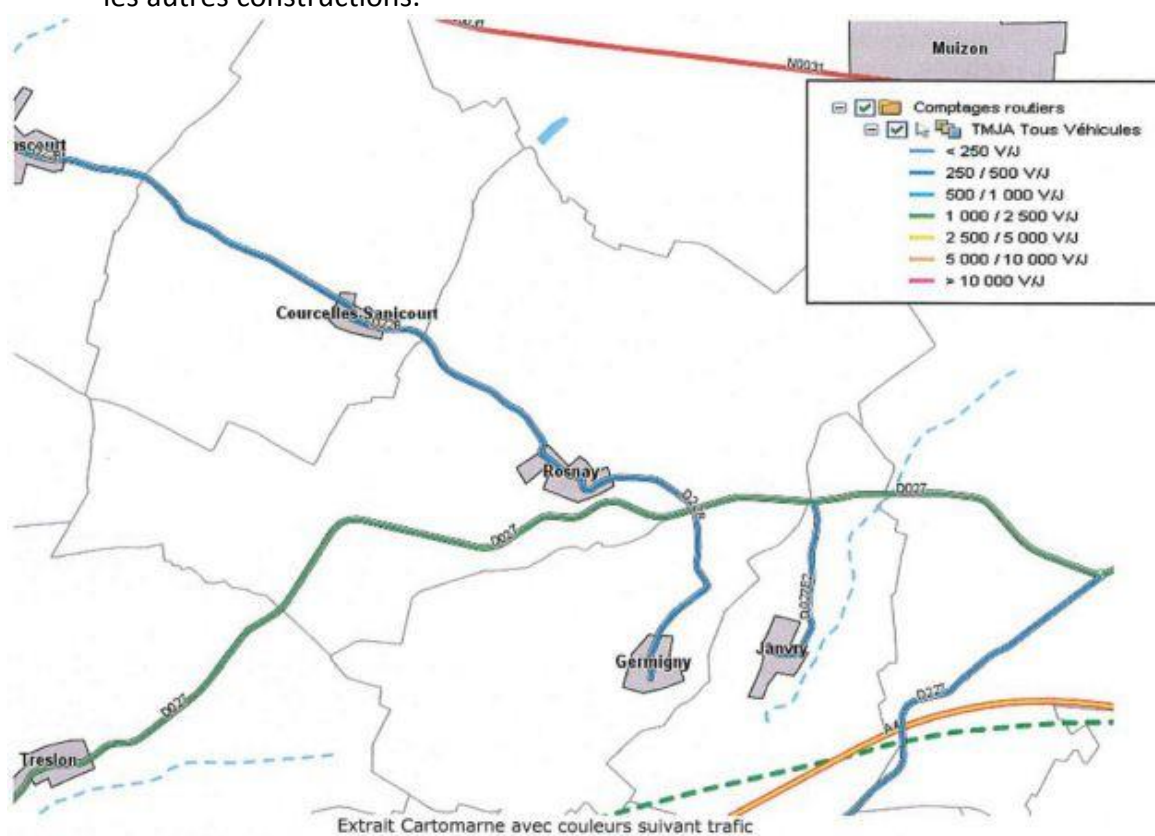 les autres constructions.
N0031
Muizon
Comptages routiers
TMJA Tous Véhicules
< 250 V/J
250 / 500 V/J
500 / 1 000 V/J
1 000 / 2 500 V/J
2 500 / 5 000 V/J
5 000 / 10 000 V/J
> 10 000 V/J
Courcelles-Sapicourt
D228
Rosnay
D228
D027
D027
D027E2
Germigny
Janvry
D027
D227
A4
Treslon
Extrait Cartomarne avec couleurs suivant trafic